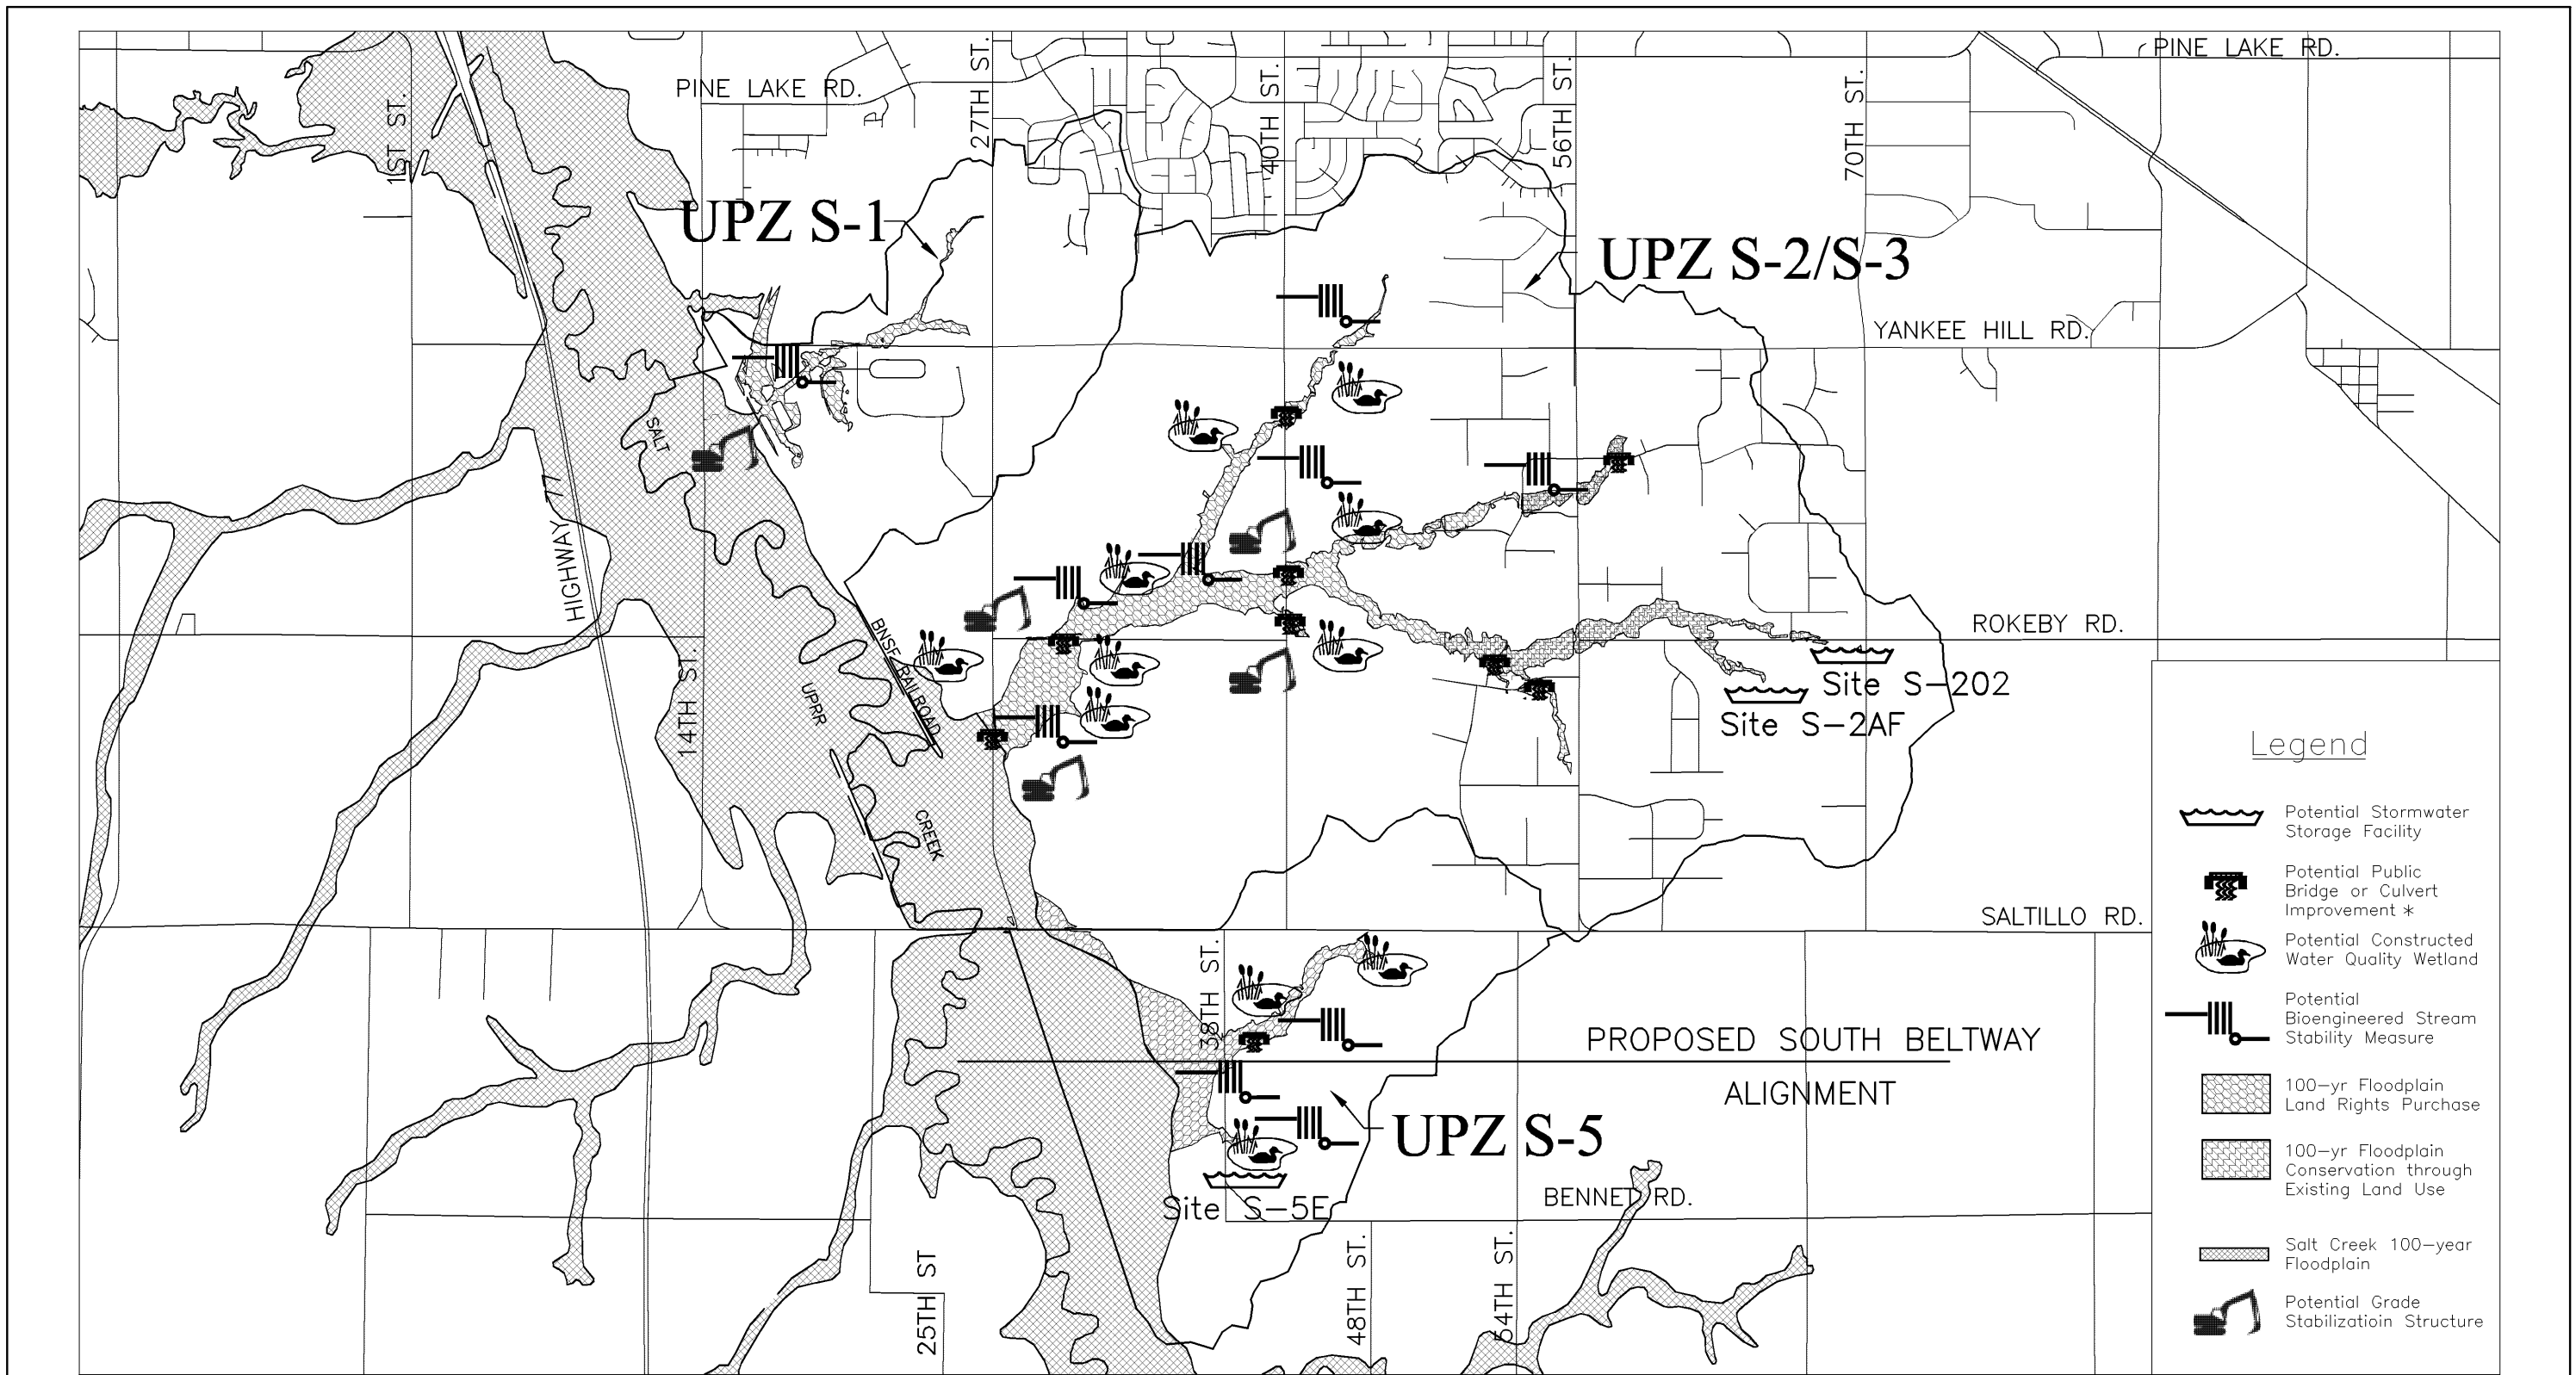 PINE LAKE RD.
PINE LAKE RD.
1ST ST.
27TH ST.
40TH ST.
56TH ST.
70TH ST.
UPZ S-1
UPZ S-2/S-3
YANKEE HILL RD.
SALT
HIGHWAY 77
BNSF RAILROAD
ROKEBY RD.
14TH ST.
UPRR
Site S-202
Site S-2AF
CREEK
SALTILLO RD.
38TH ST.
PROPOSED SOUTH BELTWAY
ALIGNMENT
UPZ S-5
Site S-5E
BENNET RD.
25TH ST
48TH ST.
54TH ST.
Legend
Potential Stormwater
Storage Facility
Potential Public
Bridge or Culvert
Improvement *
Potential Constructed
Water Quality Wetland
Potential
Bioengineered Stream
Stability Measure
100-yr Floodplain
Land Rights Purchase
100-yr Floodplain
Conservation through
Existing Land Use
Salt Creek 100-year
Floodplain
Potential Grade
Stabilizatioin Structure